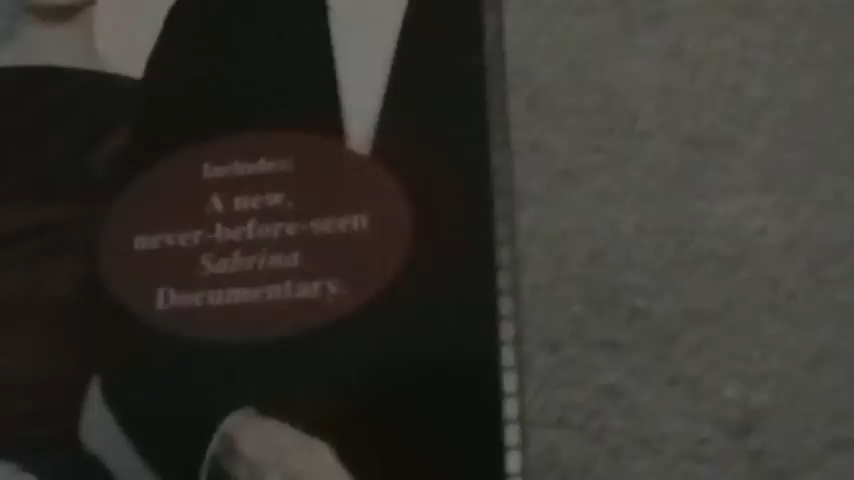 Includes:
A new,
never-before-seen
Sabrina
Documentary.